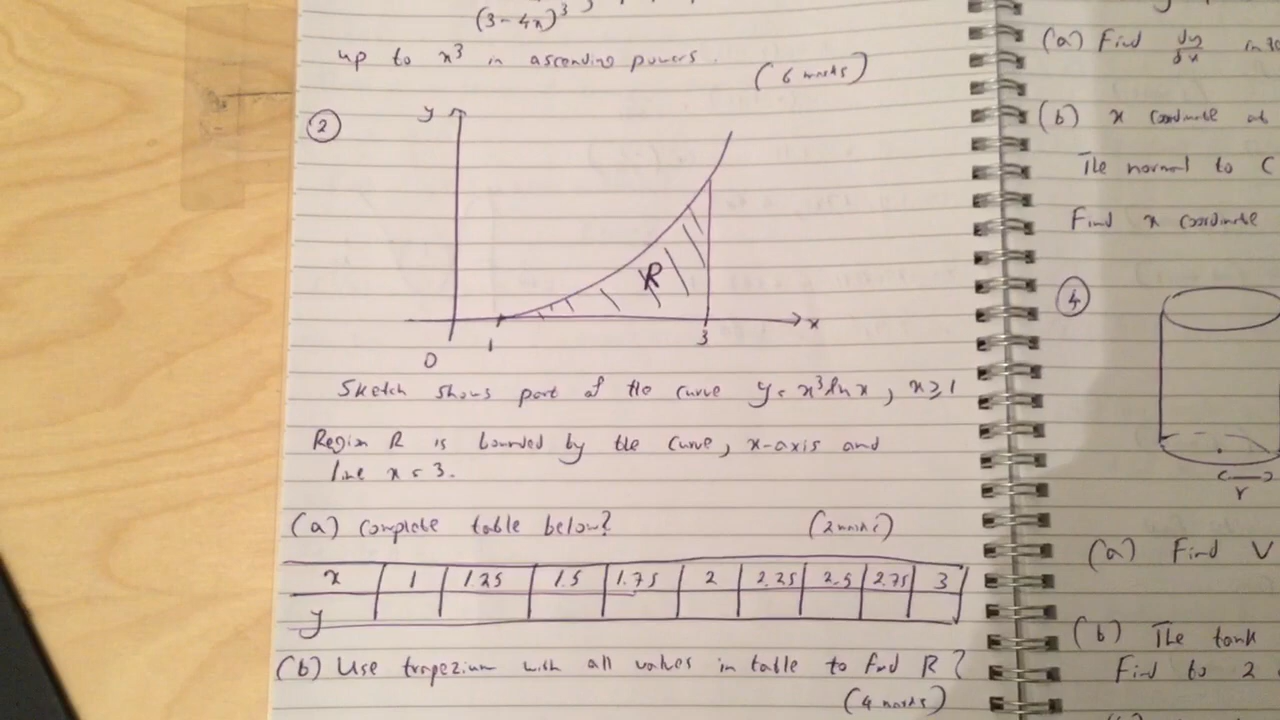 (3-4x)³
up to x³ in ascending powers.
(6 marks)
②
y
R
0
1
3
x
Sketch shows part of the curve y = x³ ln x, x ≥ 1
Region R is bounded by the curve, x-axis and
line x = 3.
(a) Complete table below? (2 marks)
x 1 1.25 1.5 1.75 2 2.25 2.5 2.75 3
y
(b) Use trapezium with all values in table to find R?
(4 marks)
(a) Find dy/dx in
(b) x coordinate
The normal to C
Find x coordinate
④
r
(a) Find V
(b) The tank
Find to 2